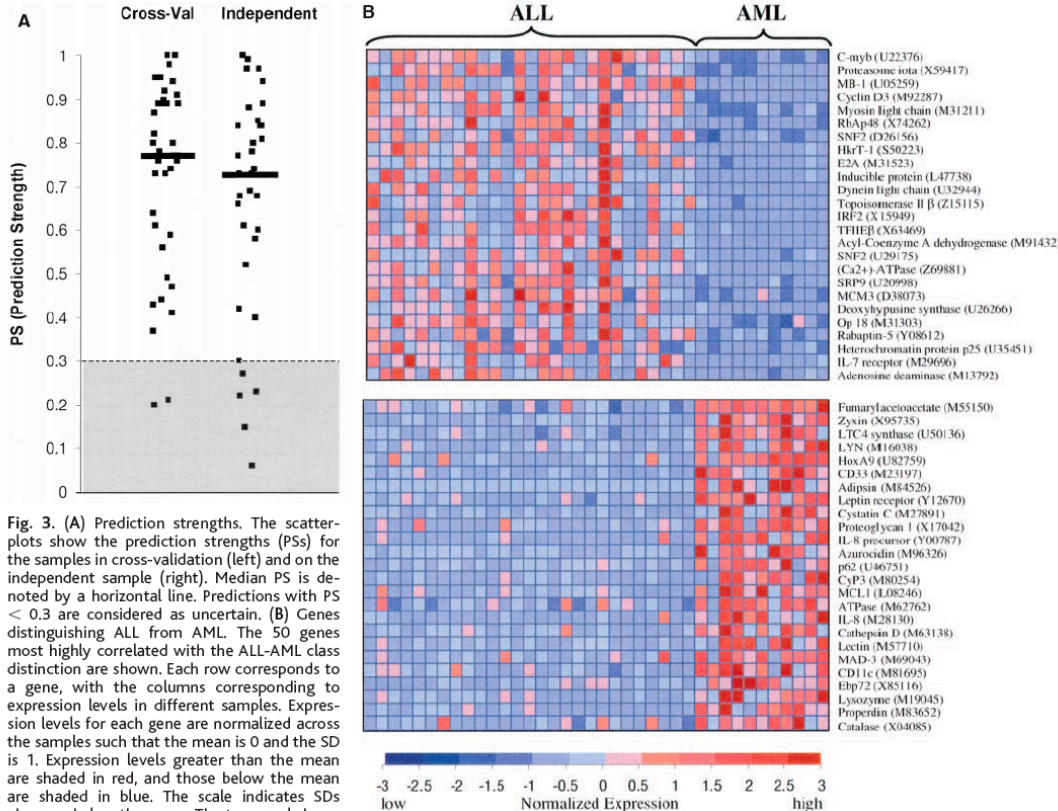 A
Cross-Val Independent
1
0.9
0.8
0.7
0.6
0.5
0.4
0.3
0.2
0.1
0
PS (Prediction Strength)
Fig. 3. (A) Prediction strengths. The scatter-
plots show the prediction strengths (PSs) for
the samples in cross-validation (left) and on the
independent sample (right). Median PS is de-
noted by a horizontal line. Predictions with PS
< 0.3 are considered as uncertain. (B) Genes
distinguishing ALL from AML. The 50 genes
most highly correlated with the ALL-AML class
distinction are shown. Each row corresponds to
a gene, with the columns corresponding to
expression levels in different samples. Expres-
sion levels for each gene are normalized across
the samples such that the mean is 0 and the SD
is 1. Expression levels greater than the mean
are shaded in red, and those below the mean
are shaded in blue. The scale indicates SDs
B
ALL AML
C-myb (U22376)
Proteasome iota (X59417)
MB-1 (U05259)
Cyclin D3 (M92287)
Myosin light chain (M31211)
RbAp48 (X74262)
SNF2 (D26156)
HkrT-1 (S50223)
E2A (M31523)
Inducible protein (L47738)
Dynein light chain (U32944)
Topoisomerase II β (Z15115)
IRF2 (X15949)
TFIIEβ (X63469)
Acyl-Coenzyme A dehydrogenase (M91432
SNF2 (U29175)
(Ca2+)-ATPase (Z69881)
SRP9 (U20998)
MCM3 (D38073)
Deoxyhypusine synthase (U26266)
Op 18 (M31303)
Rabaptin-5 (Y08612)
Heterochromatin protein p25 (U35451)
IL-7 receptor (M29696)
Adenosine deaminase (M13792)
Fumarylacetoacetate (M55150)
Zyxin (X95735)
LTC4 synthase (U50136)
LYN (M16038)
HoxA9 (U82759)
CD33 (M23197)
Adipsin (M84526)
Leptin receptor (Y12670)
Cystatin C (M27891)
Proteoglycan 1 (X17042)
IL-8 precursor (Y00787)
Azurocidin (M96326)
p62 (U46751)
CyP3 (M80254)
MCL1 (L08246)
ATPase (M62762)
IL-8 (M28130)
Cathepsin D (M63138)
Lectin (M57710)
MAD-3 (M69043)
CD11c (M81695)
Ebp72 (X85116)
Lysozyme (M19045)
Properdin (M83652)
Catalase (X04085)
-3 -2.5 -2 -1.5 -1 -0.5 0 0.5 1 1.5 2 2.5 3
low Normalized Expression high